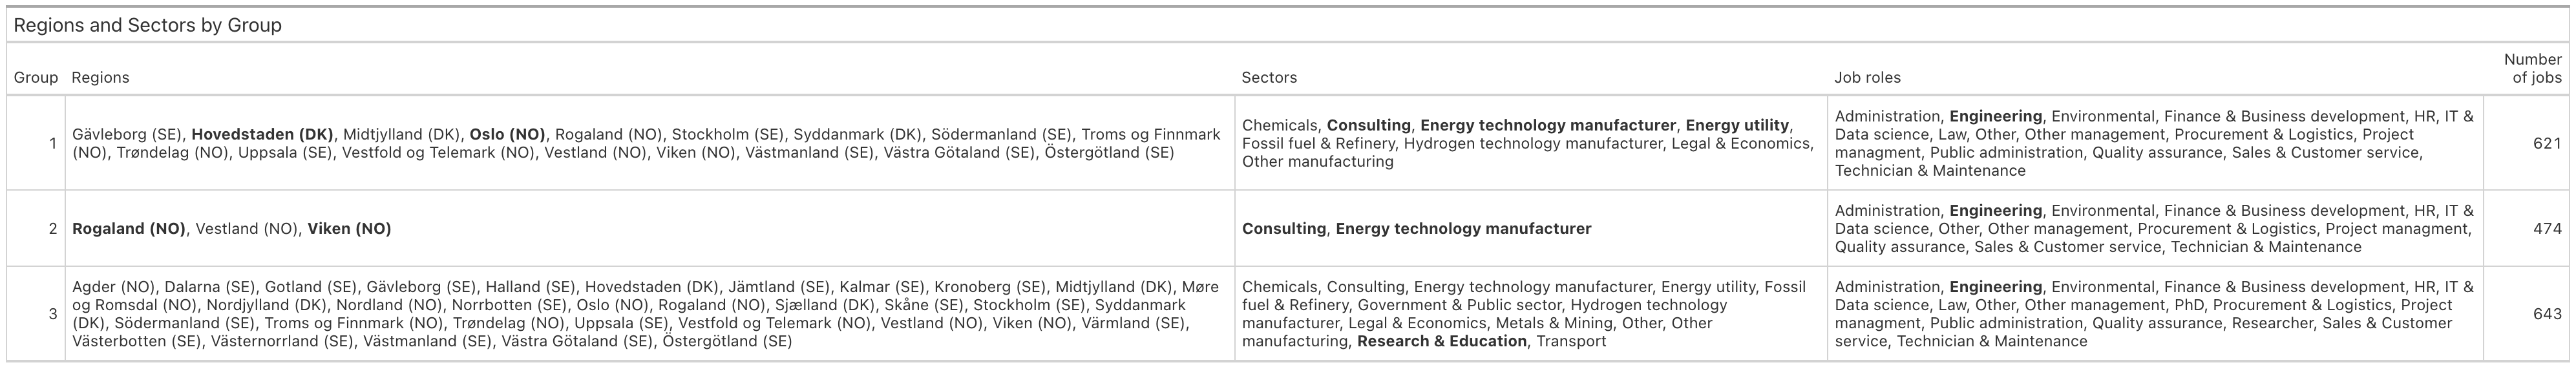 Regions and Sectors by Group
Group Regions Sectors Job roles Number
of jobs
1
Gävleborg (SE), Hovedstaden (DK), Midtjylland (DK), Oslo (NO), Rogaland (NO), Stockholm (SE), Syddanmark (DK), Södermanland (SE), Troms og Finnmark
(NO), Trøndelag (NO), Uppsala (SE), Vestfold og Telemark (NO), Vestland (NO), Viken (NO), Västmanland (SE), Västra Götaland (SE), Östergötland (SE)
Chemicals, Consulting, Energy technology manufacturer, Energy utility,
Fossil fuel & Refinery, Hydrogen technology manufacturer, Legal & Economics,
Other manufacturing
Administration, Engineering, Environmental, Finance & Business development, HR, IT &
Data science, Law, Other, Other management, Procurement & Logistics, Project
managment, Public administration, Quality assurance, Sales & Customer service,
Technician & Maintenance
621
2
Rogaland (NO), Vestland (NO), Viken (NO)
Consulting, Energy technology manufacturer
Administration, Engineering, Environmental, Finance & Business development, HR, IT &
Data science, Other, Other management, Procurement & Logistics, Project managment,
Quality assurance, Sales & Customer service, Technician & Maintenance
474
3
Agder (NO), Dalarna (SE), Gotland (SE), Gävleborg (SE), Halland (SE), Hovedstaden (DK), Jämtland (SE), Kalmar (SE), Kronoberg (SE), Midtjylland (DK), Møre
og Romsdal (NO), Nordjylland (DK), Nordland (NO), Norrbotten (SE), Oslo (NO), Rogaland (NO), Sjælland (DK), Skåne (SE), Stockholm (SE), Syddanmark
(DK), Södermanland (SE), Troms og Finnmark (NO), Trøndelag (NO), Uppsala (SE), Vestfold og Telemark (NO), Vestland (NO), Viken (NO), Värmland (SE),
Västerbotten (SE), Västernorrland (SE), Västmanland (SE), Västra Götaland (SE), Östergötland (SE)
Chemicals, Consulting, Energy technology manufacturer, Energy utility, Fossil
fuel & Refinery, Government & Public sector, Hydrogen technology
manufacturer, Legal & Economics, Metals & Mining, Other, Other
manufacturing, Research & Education, Transport
Administration, Engineering, Environmental, Finance & Business development, HR, IT &
Data science, Law, Other, Other management, PhD, Procurement & Logistics, Project
managment, Public administration, Quality assurance, Researcher, Sales & Customer
service, Technician & Maintenance
643